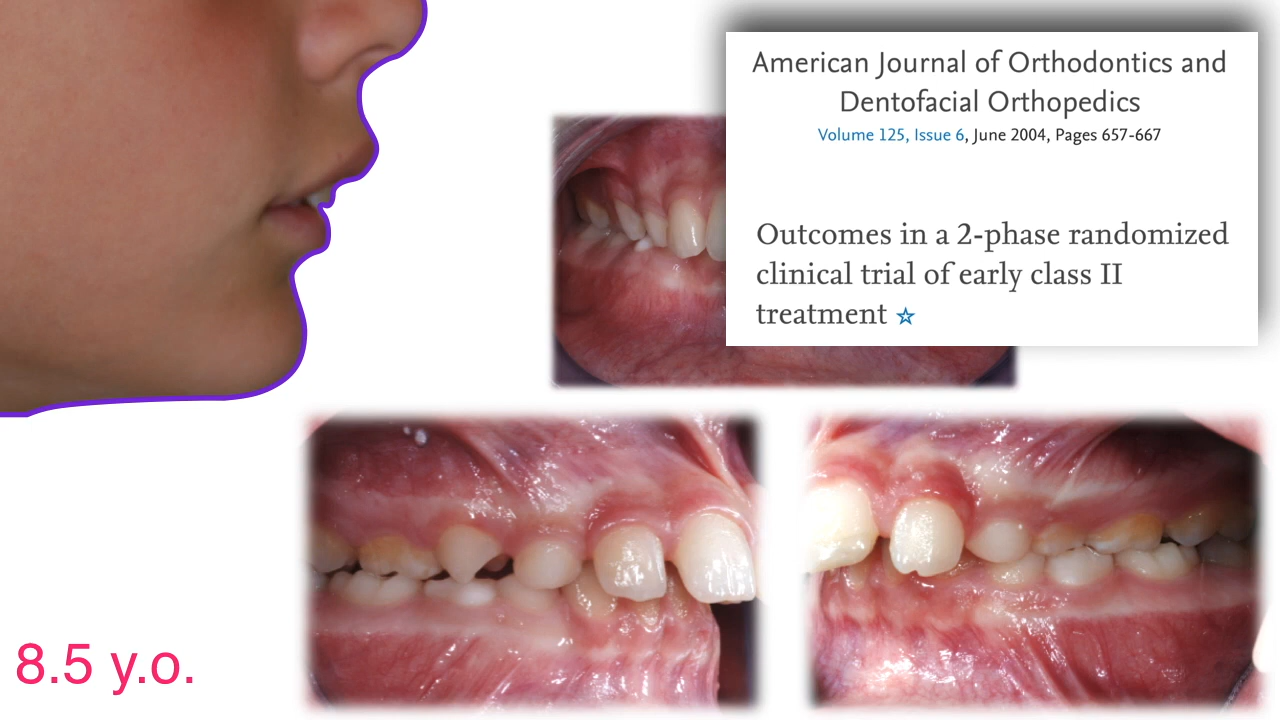 American Journal of Orthodontics and
Dentofacial Orthopedics
Volume 125, Issue 6, June 2004, Pages 657-667
Outcomes in a 2-phase randomized
clinical trial of early class II
treatment ☆
8.5 y.o.